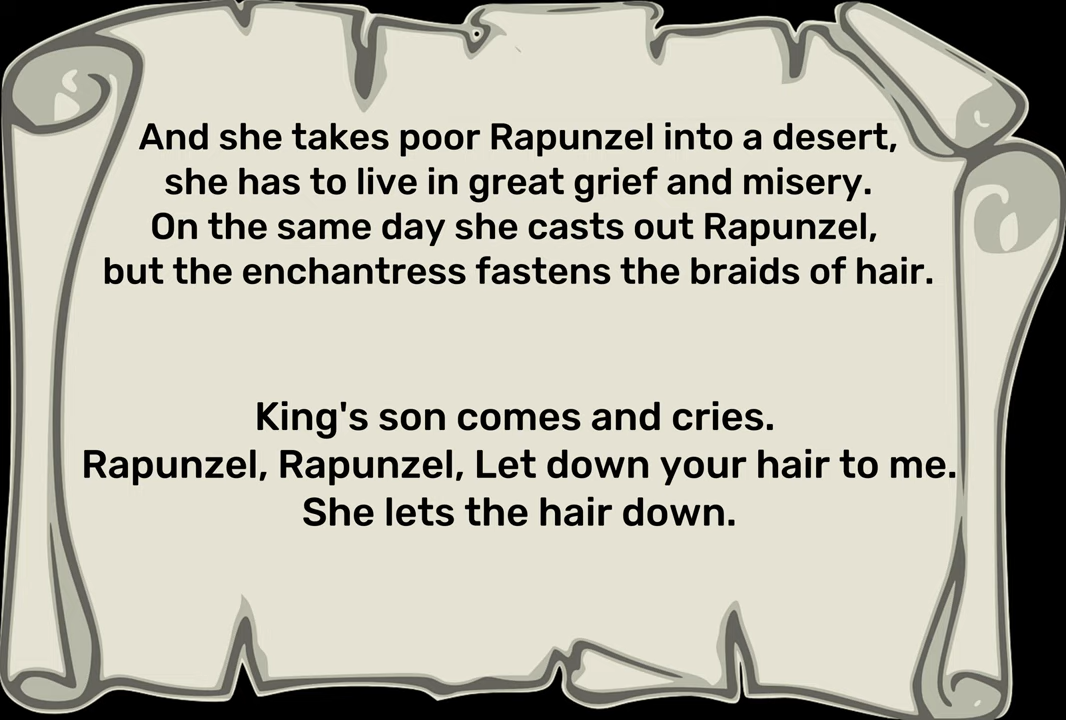 And she takes poor Rapunzel into a desert,
she has to live in great grief and misery.
On the same day she casts out Rapunzel,
but the enchantress fastens the braids of hair.
King's son comes and cries.
Rapunzel, Rapunzel, Let down your hair to me.
She lets the hair down.